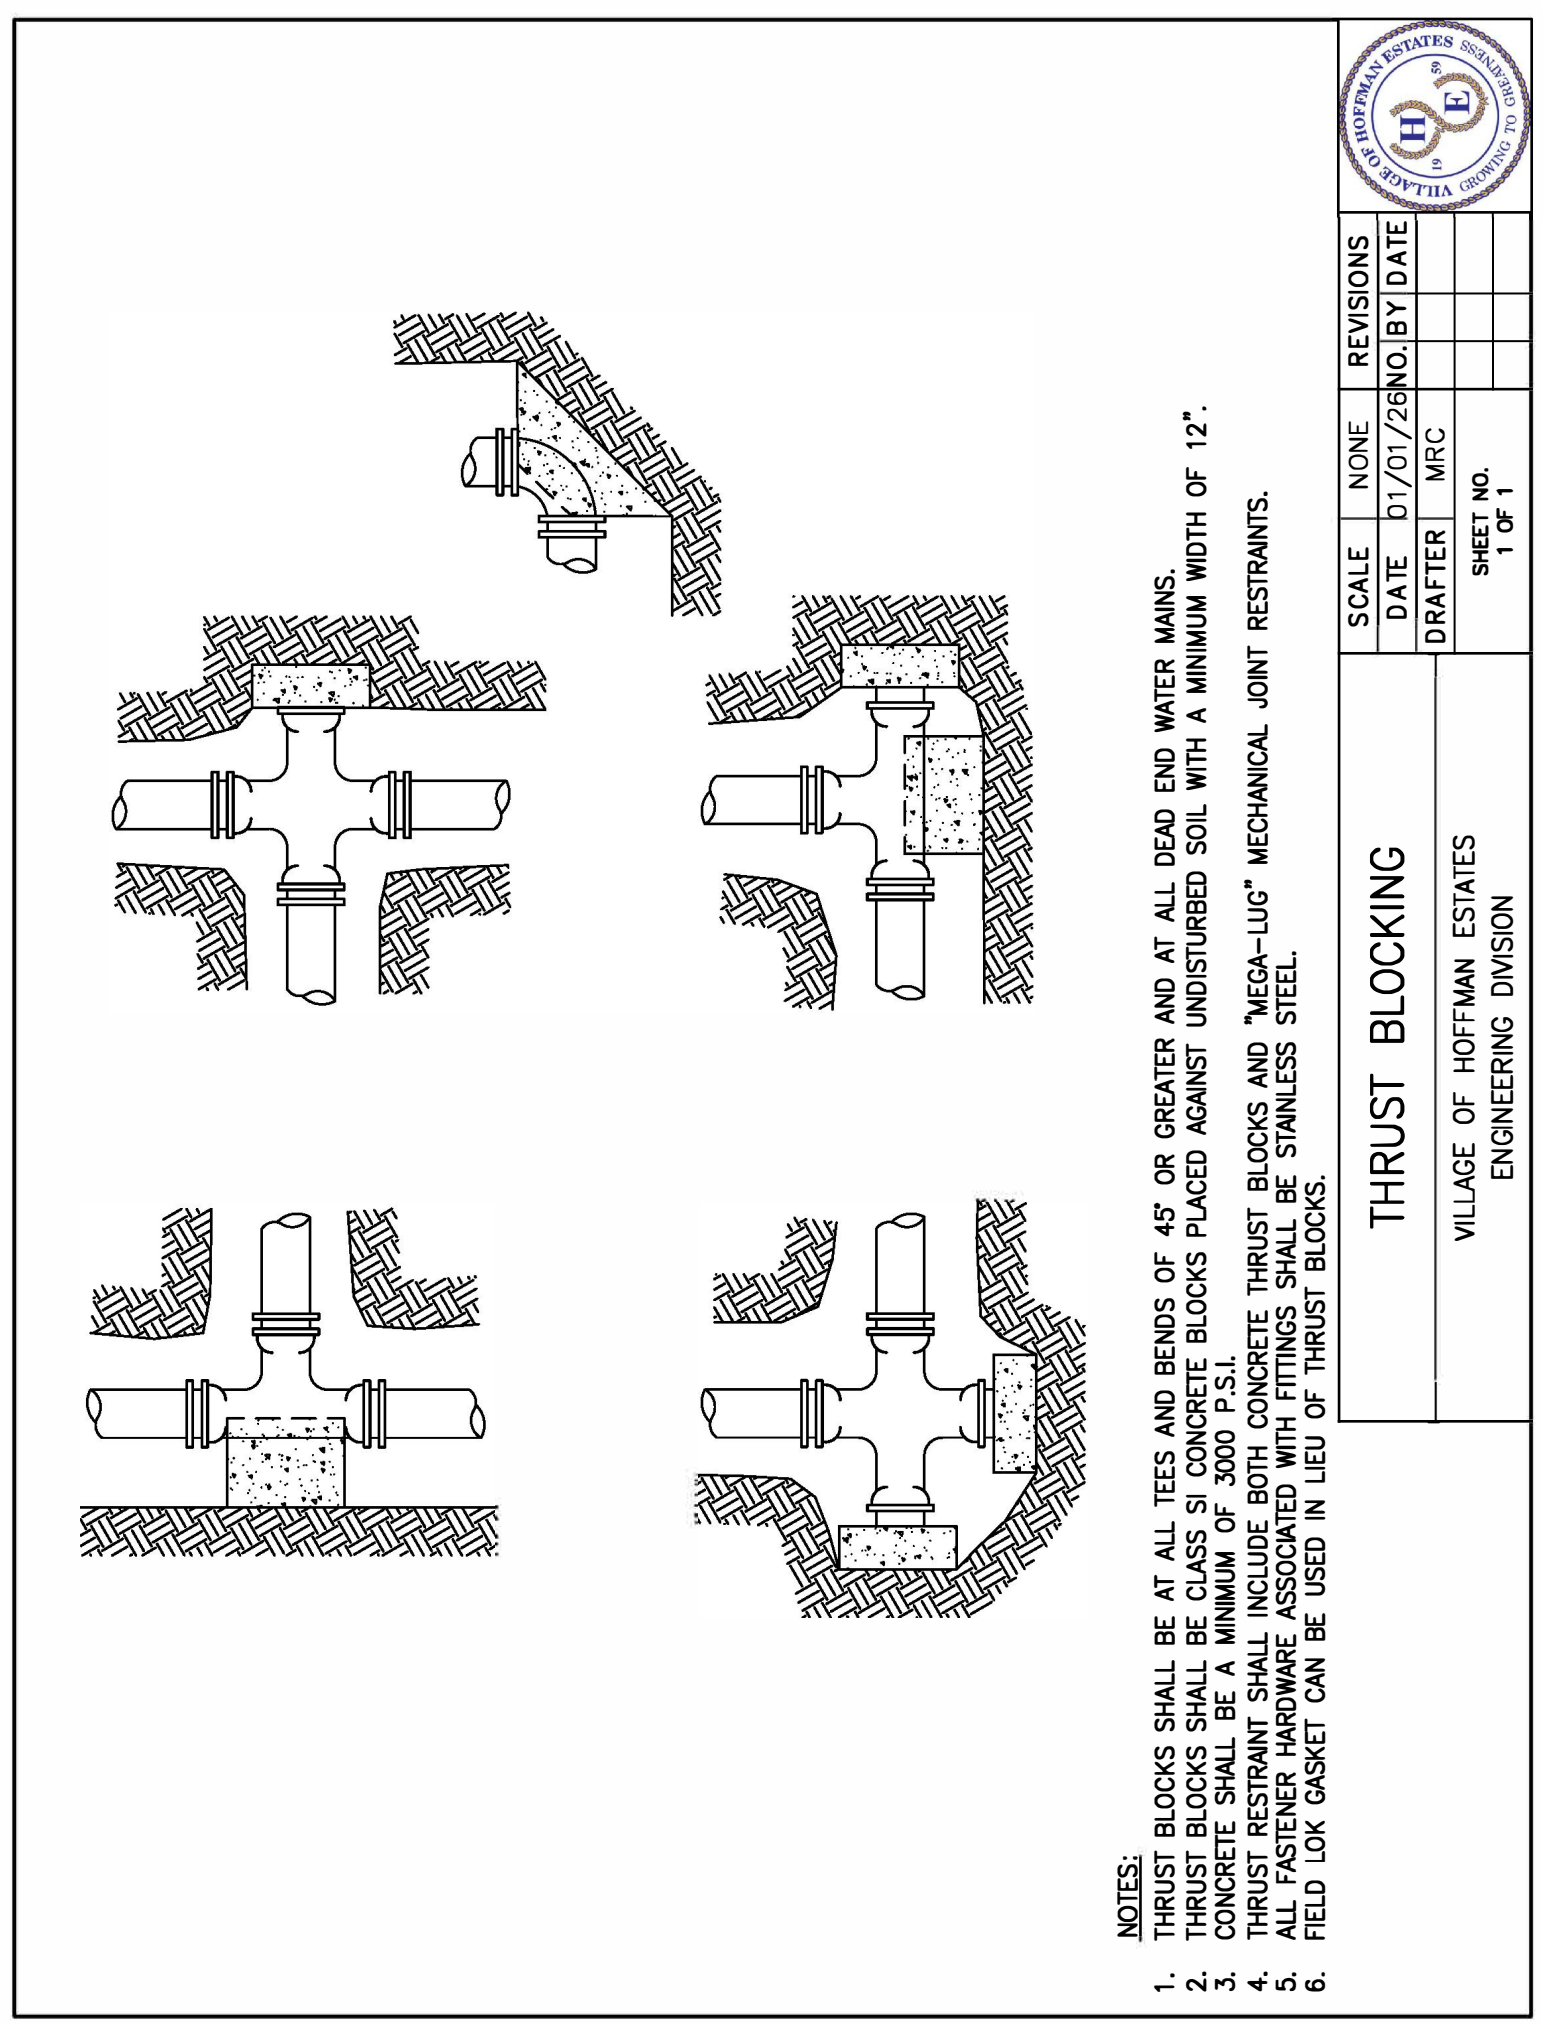 NOTES:
1. THRUST BLOCKS SHALL BE AT ALL TEES AND BENDS OF 45° OR GREATER AND AT ALL DEAD END WATER MAINS.
2. THRUST BLOCKS SHALL BE CLASS SI CONCRETE BLOCKS PLACED AGAINST UNDISTURBED SOIL WITH A MINIMUM WIDTH OF 12".
3. CONCRETE SHALL BE A MINIMUM OF 3000 P.S.I.
4. THRUST RESTRAINT SHALL INCLUDE BOTH CONCRETE THRUST BLOCKS AND "MEGA-LUG" MECHANICAL JOINT RESTRAINTS.
5. ALL FASTENER HARDWARE ASSOCIATED WITH FITTINGS SHALL BE STAINLESS STEEL.
6. FIELD LOK GASKET CAN BE USED IN LIEU OF THRUST BLOCKS.
THRUST BLOCKING
VILLAGE OF HOFFMAN ESTATES
ENGINEERING DIVISION
SCALE NONE
DATE 01/01/26
DRAFTER MRC
SHEET NO.
1 OF 1
REVISIONS
NO. BY DATE
VILLAGE OF HOFFMAN ESTATES
GROWING TO GREATNESS
19 59
H
E